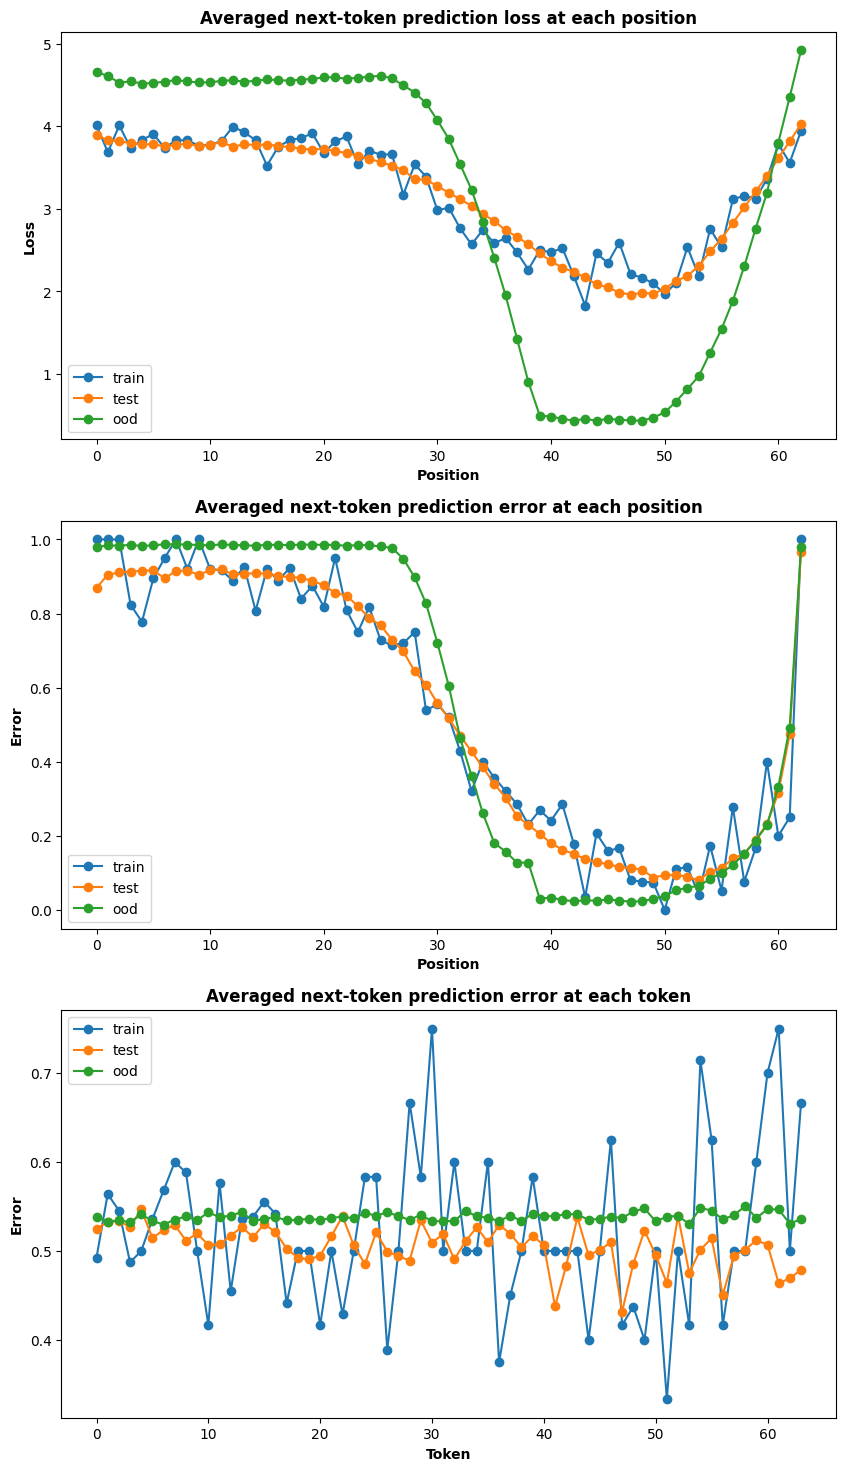 Averaged next-token prediction loss at each position
5
4
3
2
1
Loss
train
test
ood
0 10 20 30 40 50 60
Position
Averaged next-token prediction error at each position
1.0
0.8
0.6
0.4
0.2
0.0
Error
train
test
ood
0 10 20 30 40 50 60
Position
Averaged next-token prediction error at each token
train
test
ood
0.7
0.6
0.5
0.4
Error
0 10 20 30 40 50 60
Token